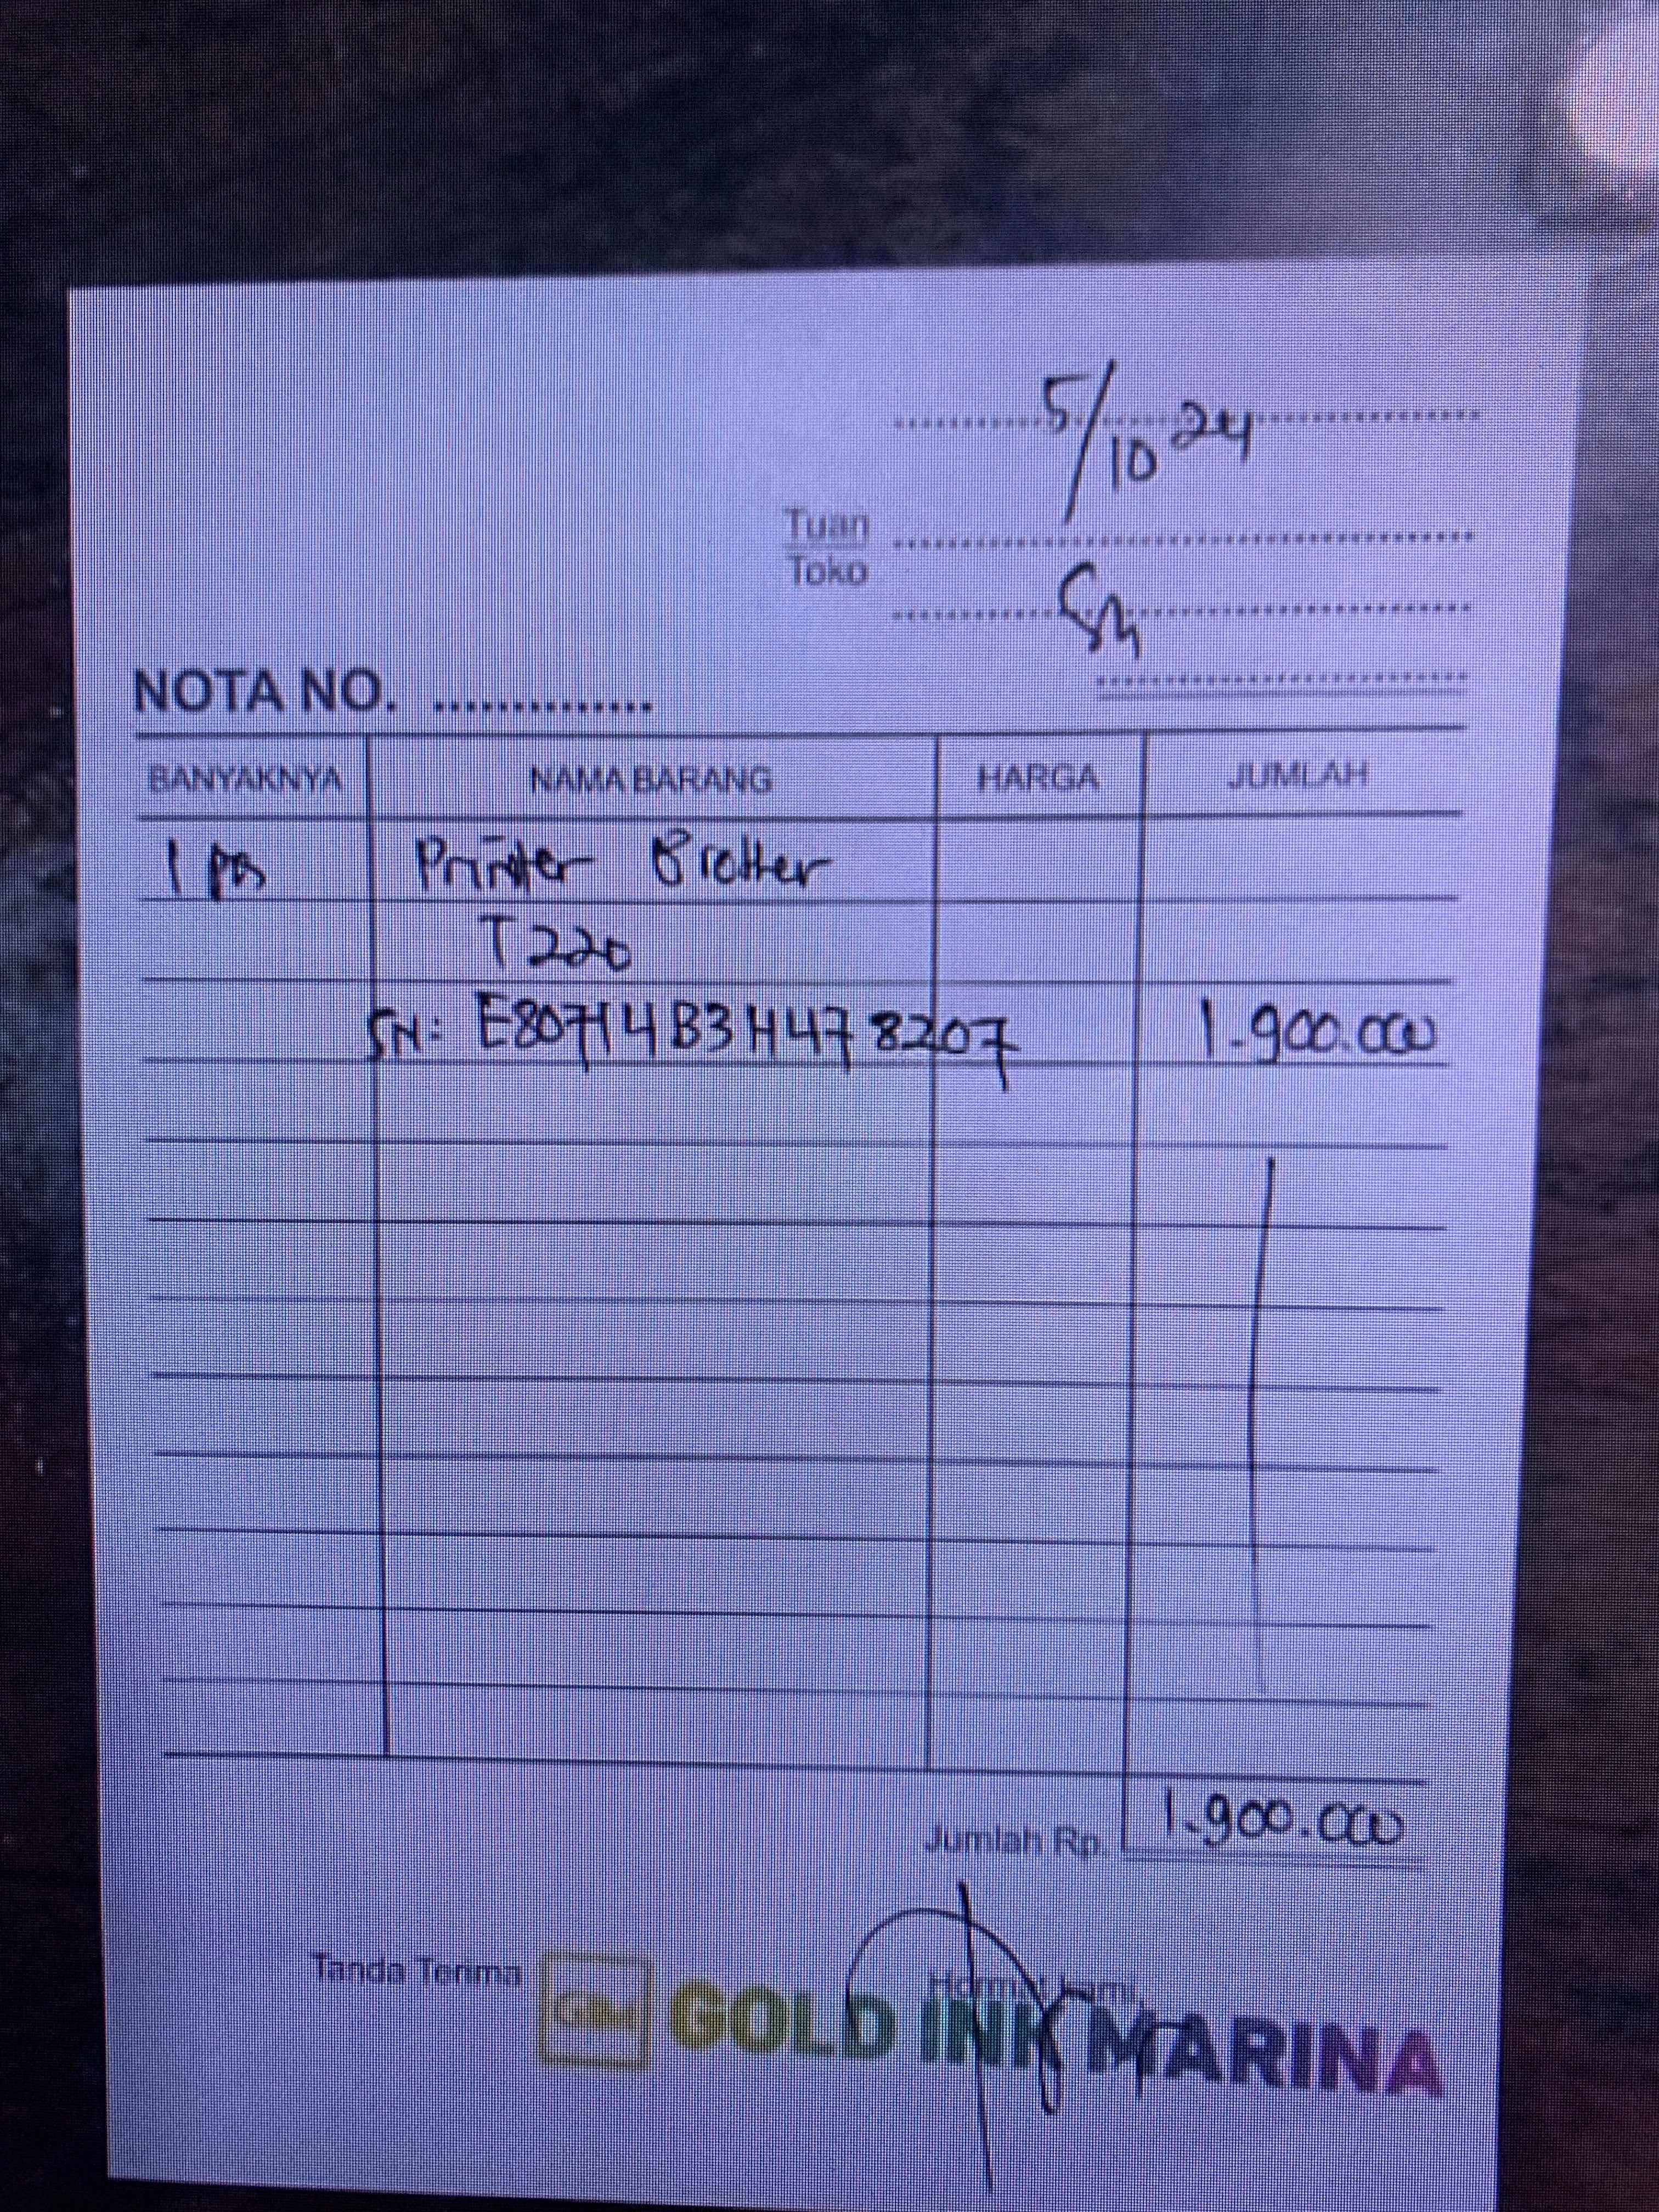 5/10 24
Tuan
Toko
NOTA NO. ..............
BANYAKNYA NAMA BARANG HARGA JUMLAH
1 pcs Printer Brother
T220
SN: E80714B3H478207 1.900.000
Jumlah Rp. 1.900.000
Tanda Terima Hormat kami,
GIM GOLD INK MARINA